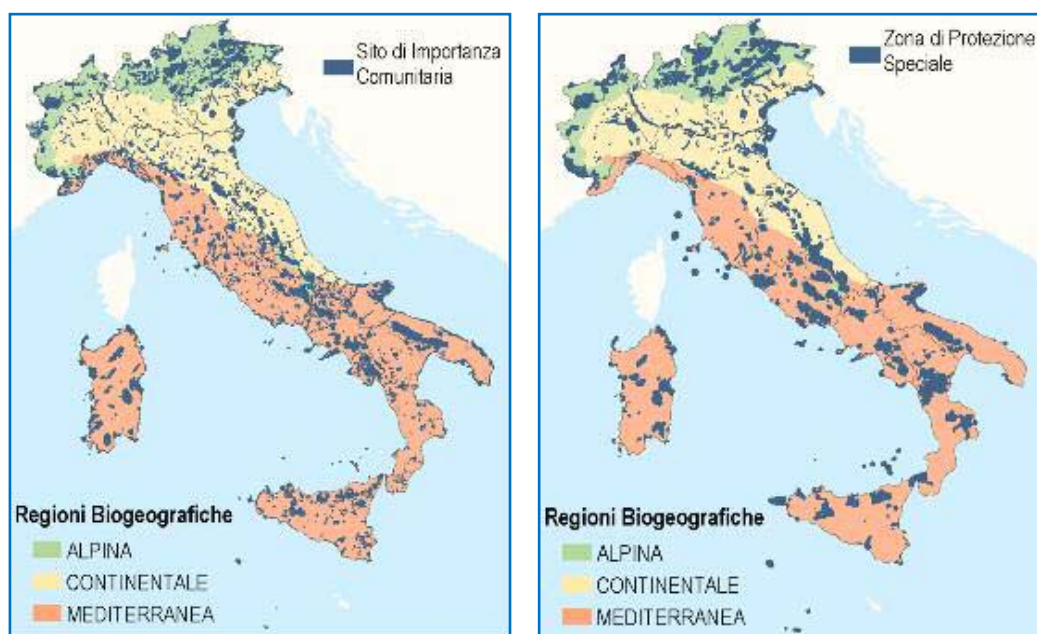 Sito di Importanza
Comunitaria
Regioni Biogeografiche
ALPINA
CONTINENTALE
MEDITERRANEA
Zona di Protezione
Speciale
Regioni Biogeografiche
ALPINA
CONTINENTALE
MEDITERRANEA